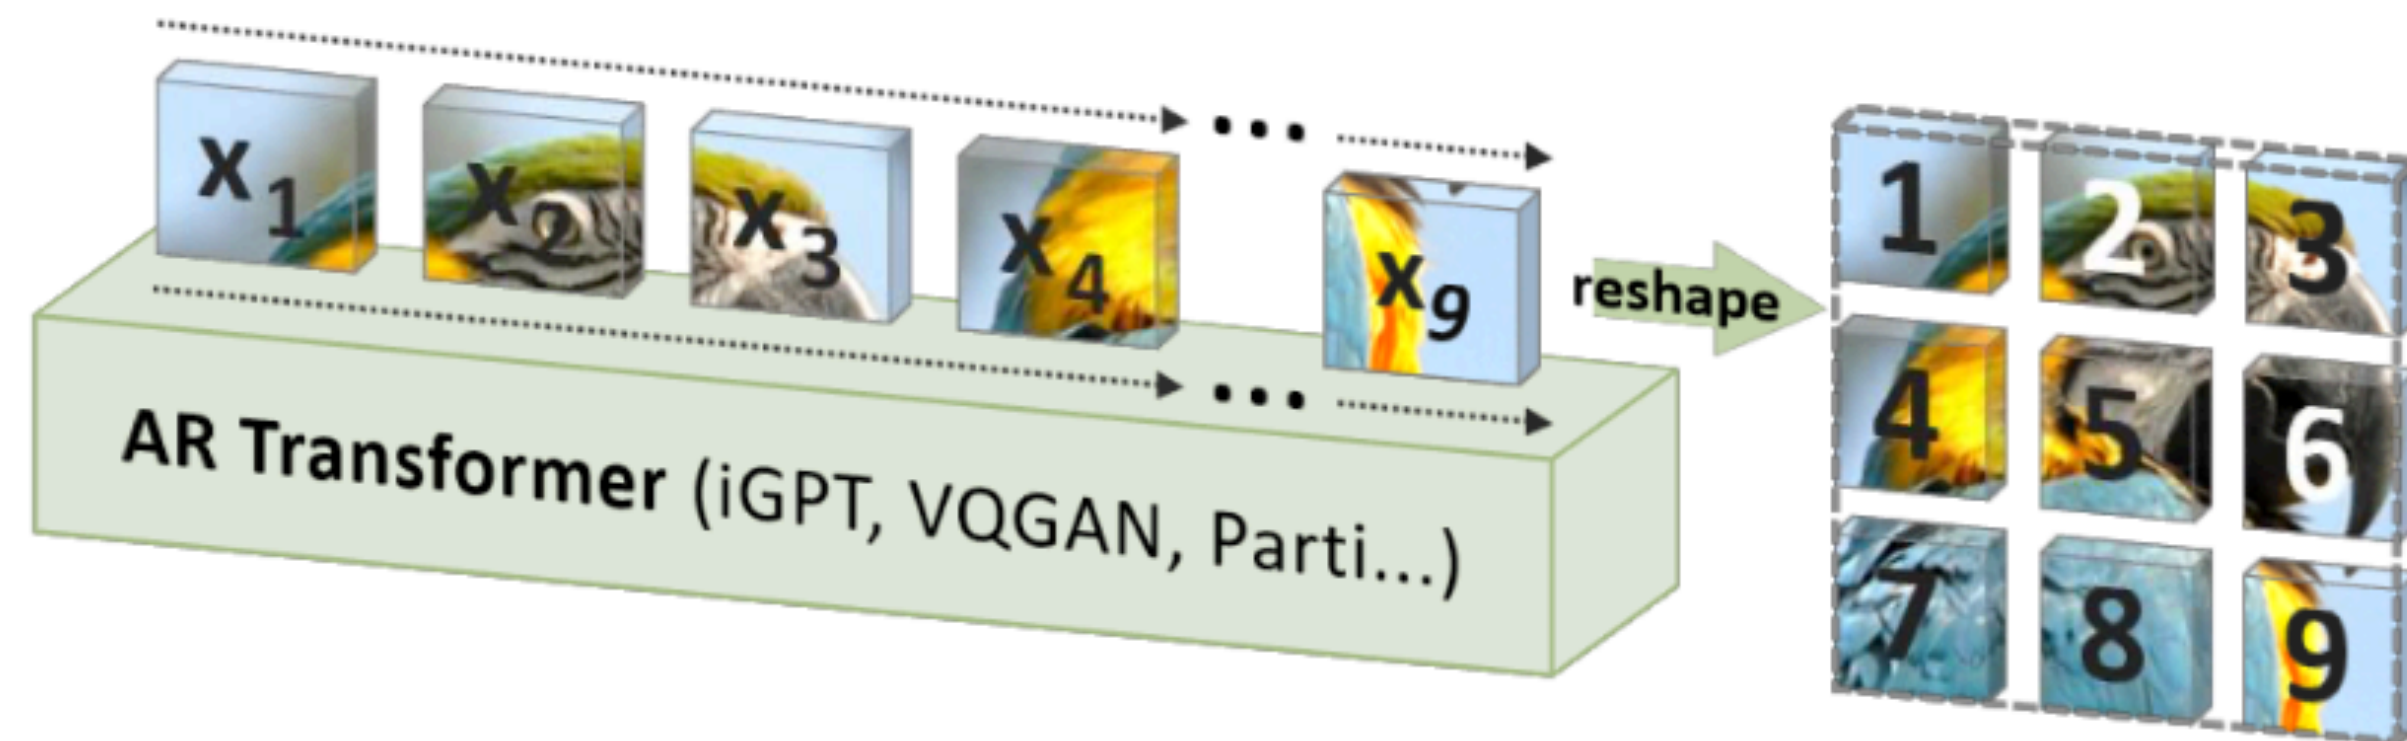 x1 x2 x3 x4 ... x9
... 
AR Transformer (iGPT, VQGAN, Parti...)
reshape
1 2 3
4 5 6
7 8 9